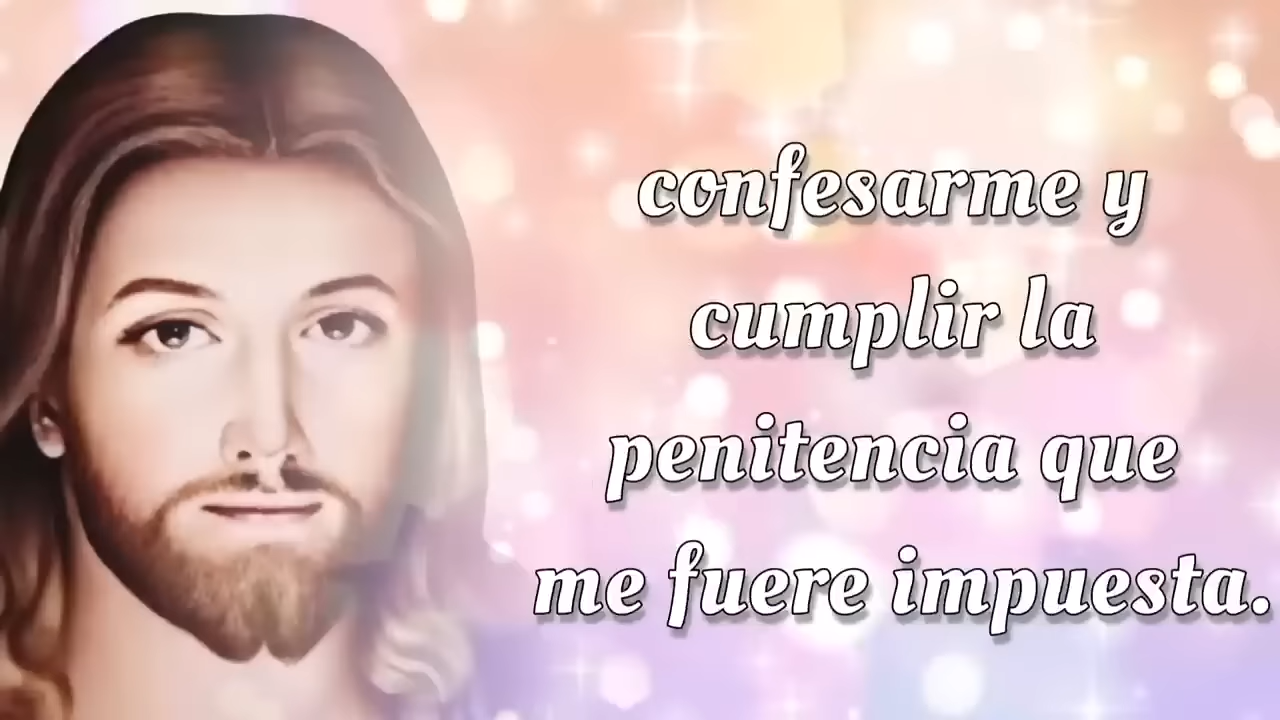 confesarme y
cumplir la
penitencia que
me fuere impuesta.